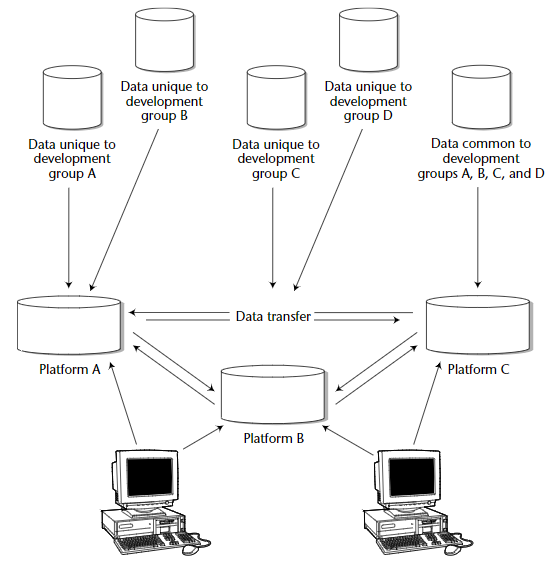 Data unique to
development
group B
Data unique to
development
group D
Data unique to
development
group A
Data unique to
development
group C
Data common to
development
groups A, B, C, and D
Data transfer
Platform A
Platform C
Platform B